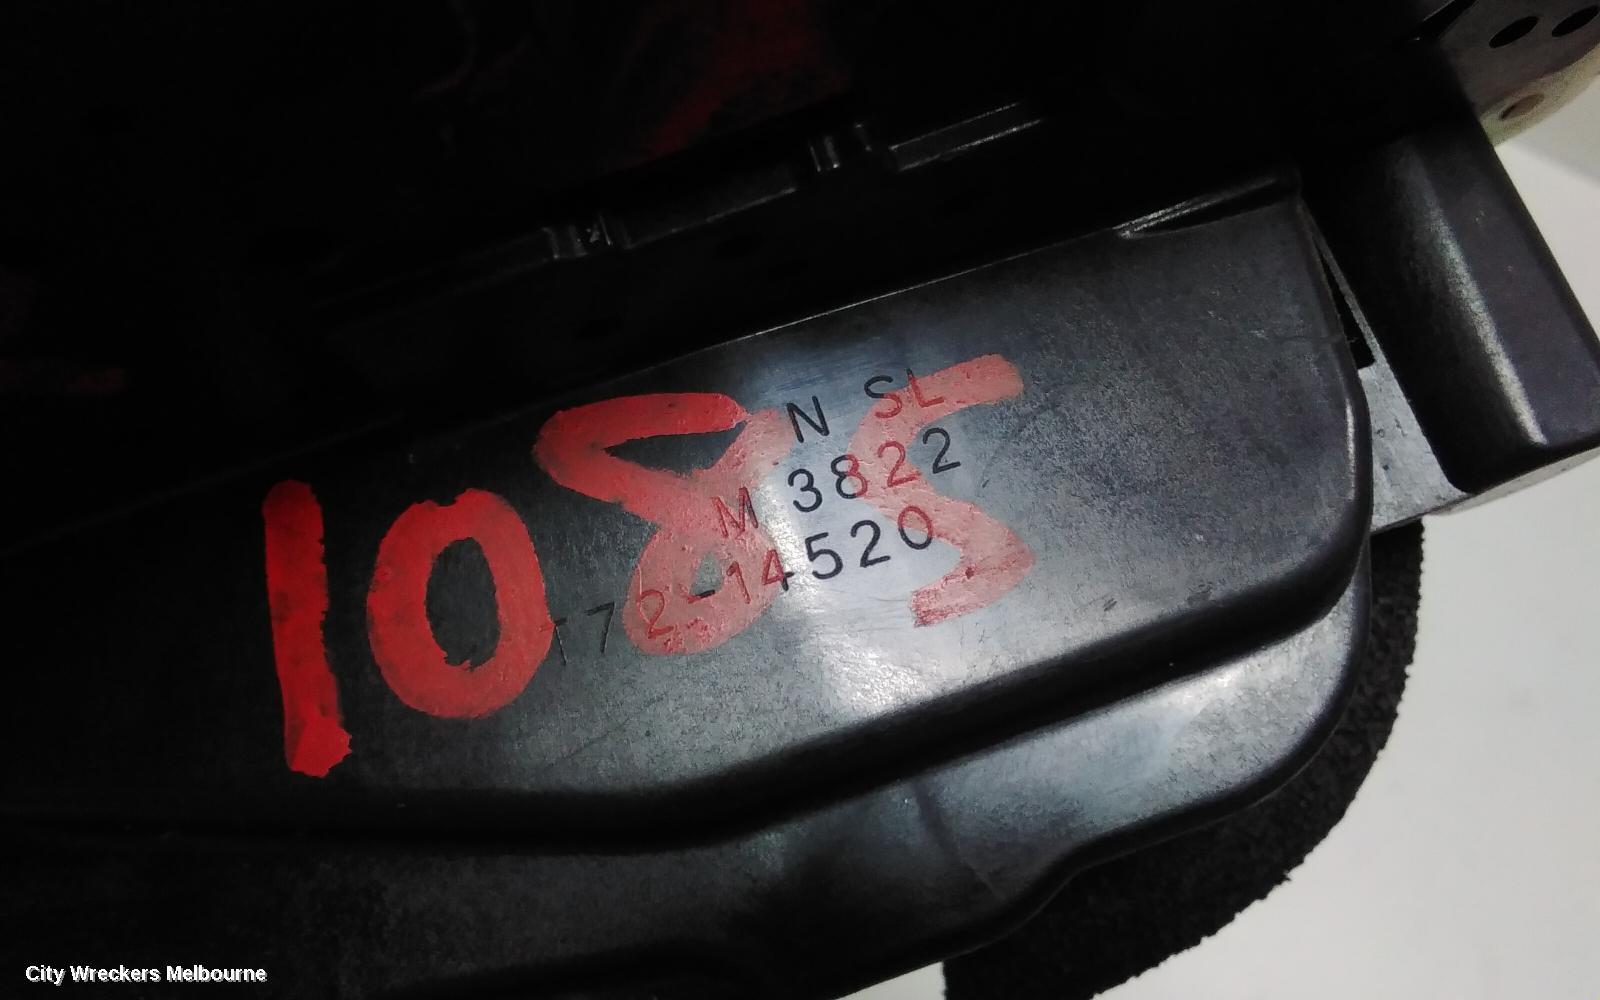 1085
N SL
M 3822
T72-14520
City Wreckers Melbourne